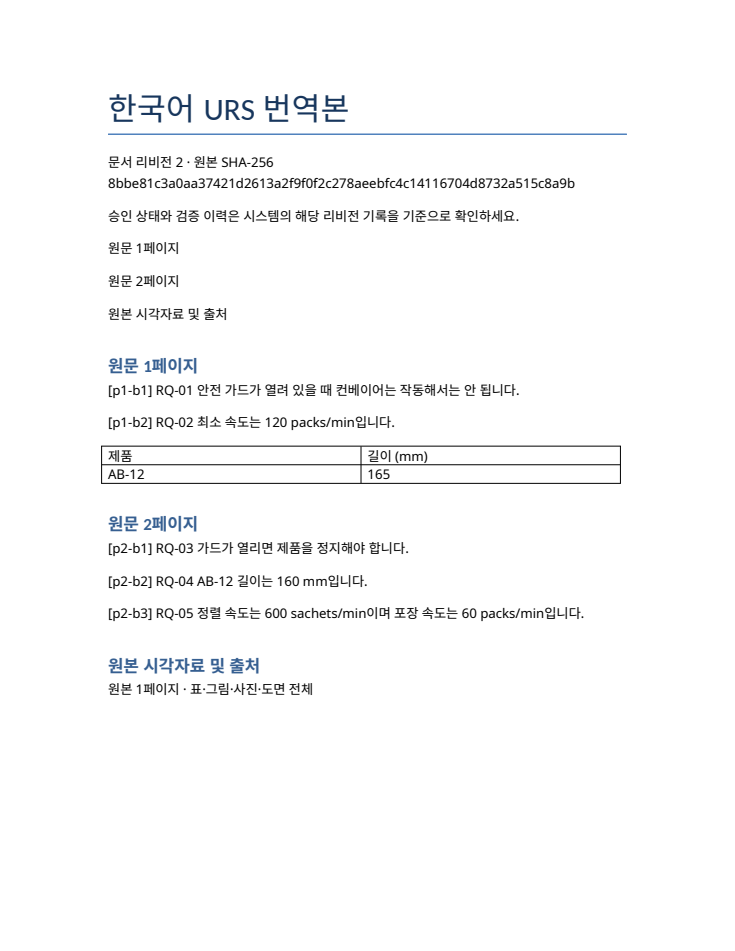 한국어 URS 번역본
문서 리비전 2 · 원본 SHA-256
8bbe81c3a0aa37421d2613a2f9f0f2c278aeebfc4c14116704d8732a515c8a9b
승인 상태와 검증 이력은 시스템의 해당 리비전 기록을 기준으로 확인하세요.
원문 1페이지
원문 2페이지
원본 시각자료 및 출처
원문 1페이지
[p1-b1] RQ-01 안전 가드가 열려 있을 때 컨베이어는 작동해서는 안 됩니다.
[p1-b2] RQ-02 최소 속도는 120 packs/min입니다.
제품 길이 (mm)
AB-12 165
원문 2페이지
[p2-b1] RQ-03 가드가 열리면 제품을 정지해야 합니다.
[p2-b2] RQ-04 AB-12 길이는 160 mm입니다.
[p2-b3] RQ-05 정렬 속도는 600 sachets/min이며 포장 속도는 60 packs/min입니다.
원본 시각자료 및 출처
원본 1페이지 · 표·그림·사진·도면 전체